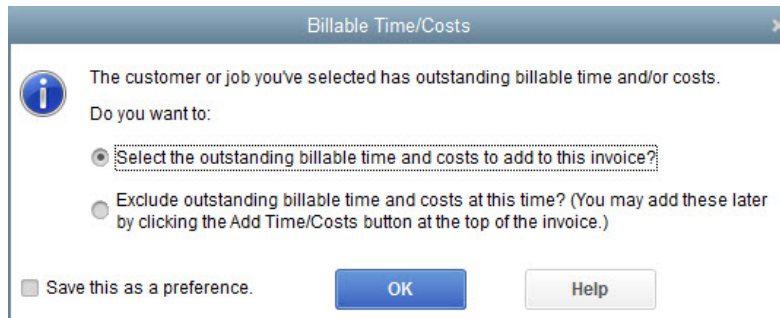 Billable Time/Costs
The customer or job you've selected has outstanding billable time and/or costs.
Do you want to:
Select the outstanding billable time and costs to add to this invoice?
Exclude outstanding billable time and costs at this time? (You may add these later
by clicking the Add Time/Costs button at the top of the invoice.)
Save this as a preference.
OK
Help